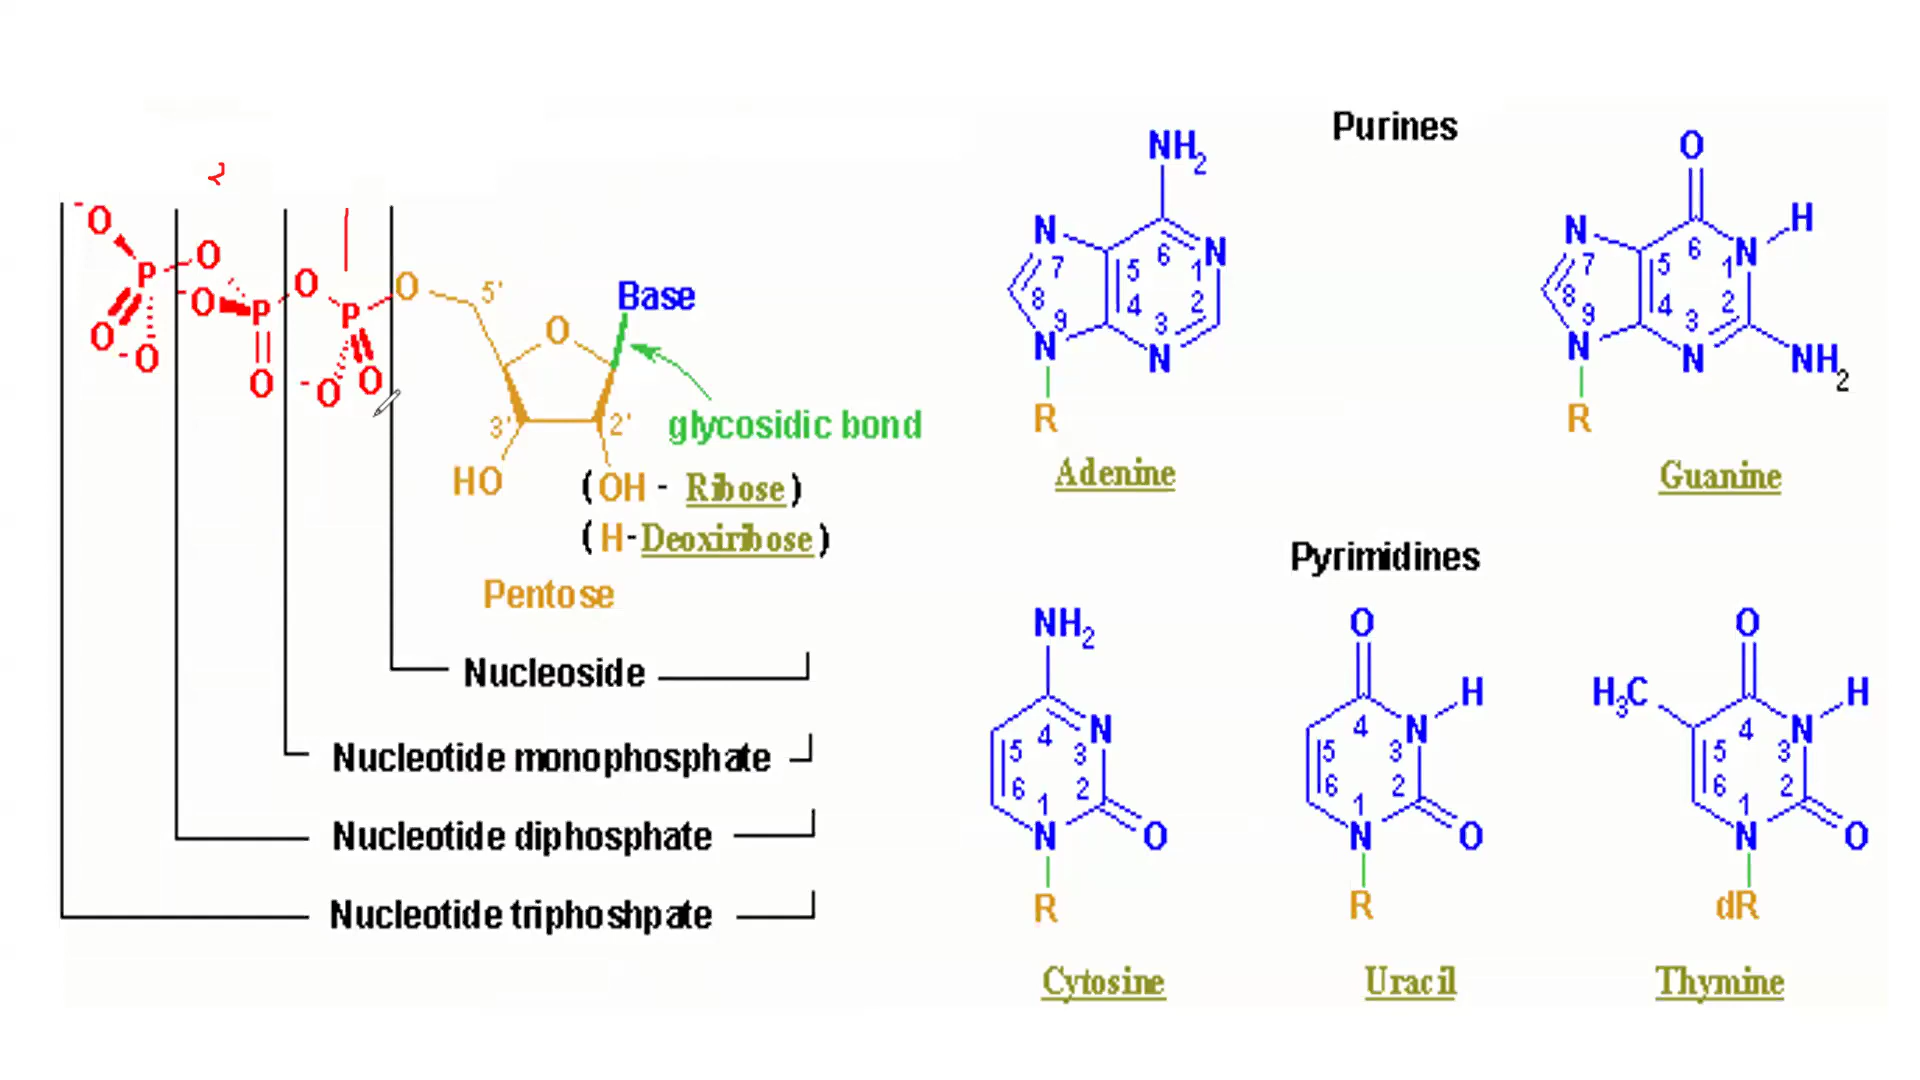 Purines
NH2
N
N
N
N
1
2
3
4
5
6
7
8
9
R
Adenine
O
H
N
N
N
N
NH2
1
2
3
4
5
6
7
8
9
R
Guanine
-O
P
O
O
-O
O
-O
P
O
O
P
-O
O
O
5'
O
Base
3'
2'
glycosidic bond
HO
(OH - Ribose)
(H-Deoxiribose)
Pentose
Nucleoside
Nucleotide monophosphate
Nucleotide diphosphate
Nucleotide triphoshpate
Pyrimidines
NH2
N
N
O
1
2
3
4
5
6
R
Cytosine
O
H
N
N
O
1
2
3
4
5
6
R
Uracil
O
H3C
H
N
N
O
1
2
3
4
5
6
dR
Thymine